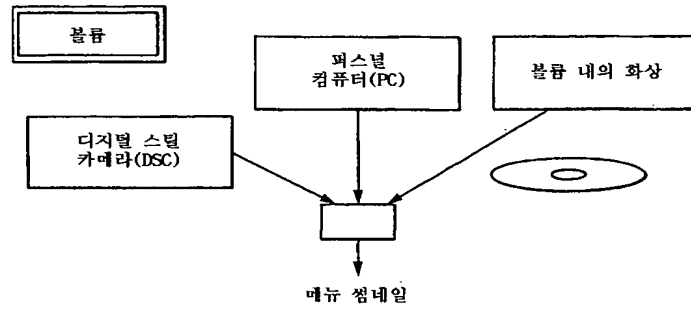 볼륨
퍼스널
컴퓨터(PC)
볼륨 내의 화상
디지털 스틸
카메라(DSC)
메뉴 썸네일